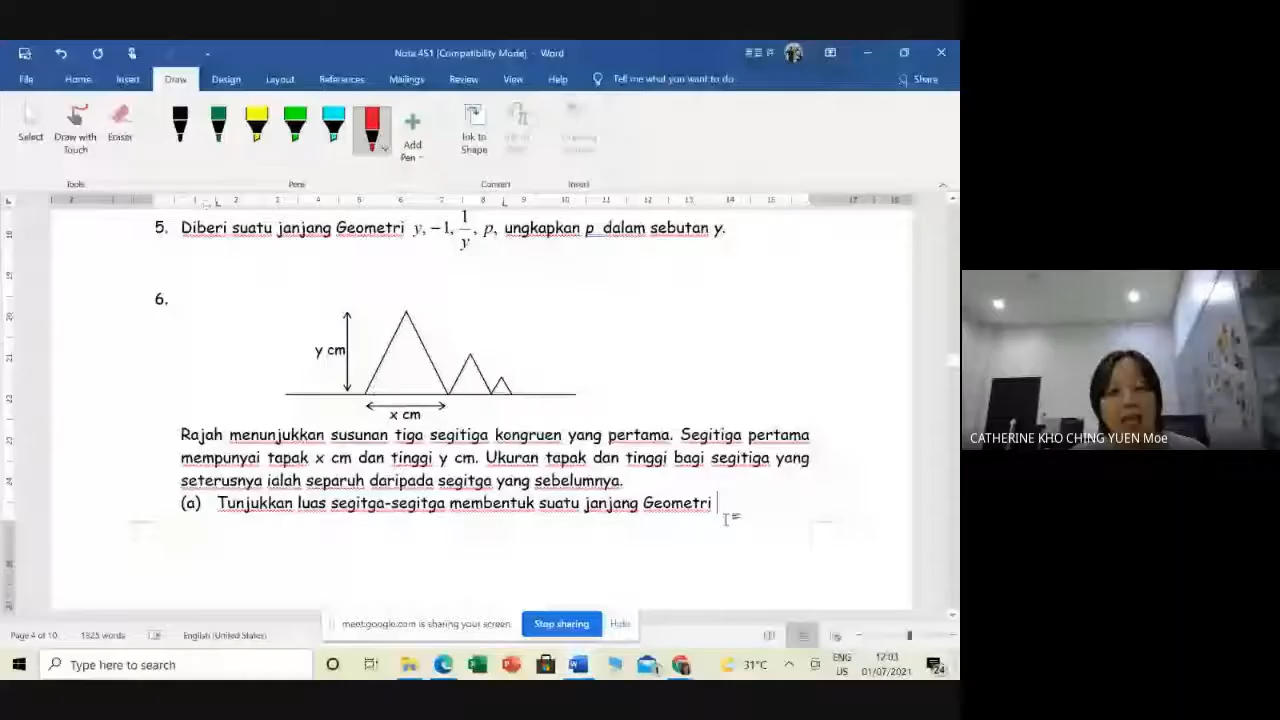 Note 451 [Compatibility Mode] - Word
File Home Insert Draw Design Layout References Mailings Review View Help Tell me what you want to do Share
Select
Draw with Touch
Eraser
Add Pen
Ink to Shape
Tools
Pens
Convert
Insert
5. Diberi suatu janjang Geometri y, −1, 1/y, p, ungkapkan p dalam sebutan y.
6.
y cm
x cm
Rajah menunjukkan susunan tiga segitiga kongruen yang pertama. Segitiga pertama
mempunyai tapak x cm dan tinggi y cm. Ukuran tapak dan tinggi bagi segitiga yang
seterusnya ialah separuh daripada segitga yang sebelumnya.
(a) Tunjukkan luas segitga-segitga membentuk suatu janjang Geometri
CATHERINE KHO CHING YUEN Moe
meet.google.com is sharing your screen.
Stop sharing
Hide
Page 4 of 10 1325 words English (United States)
Type here to search
31°C
ENG
US
12:03
01/07/2021
24